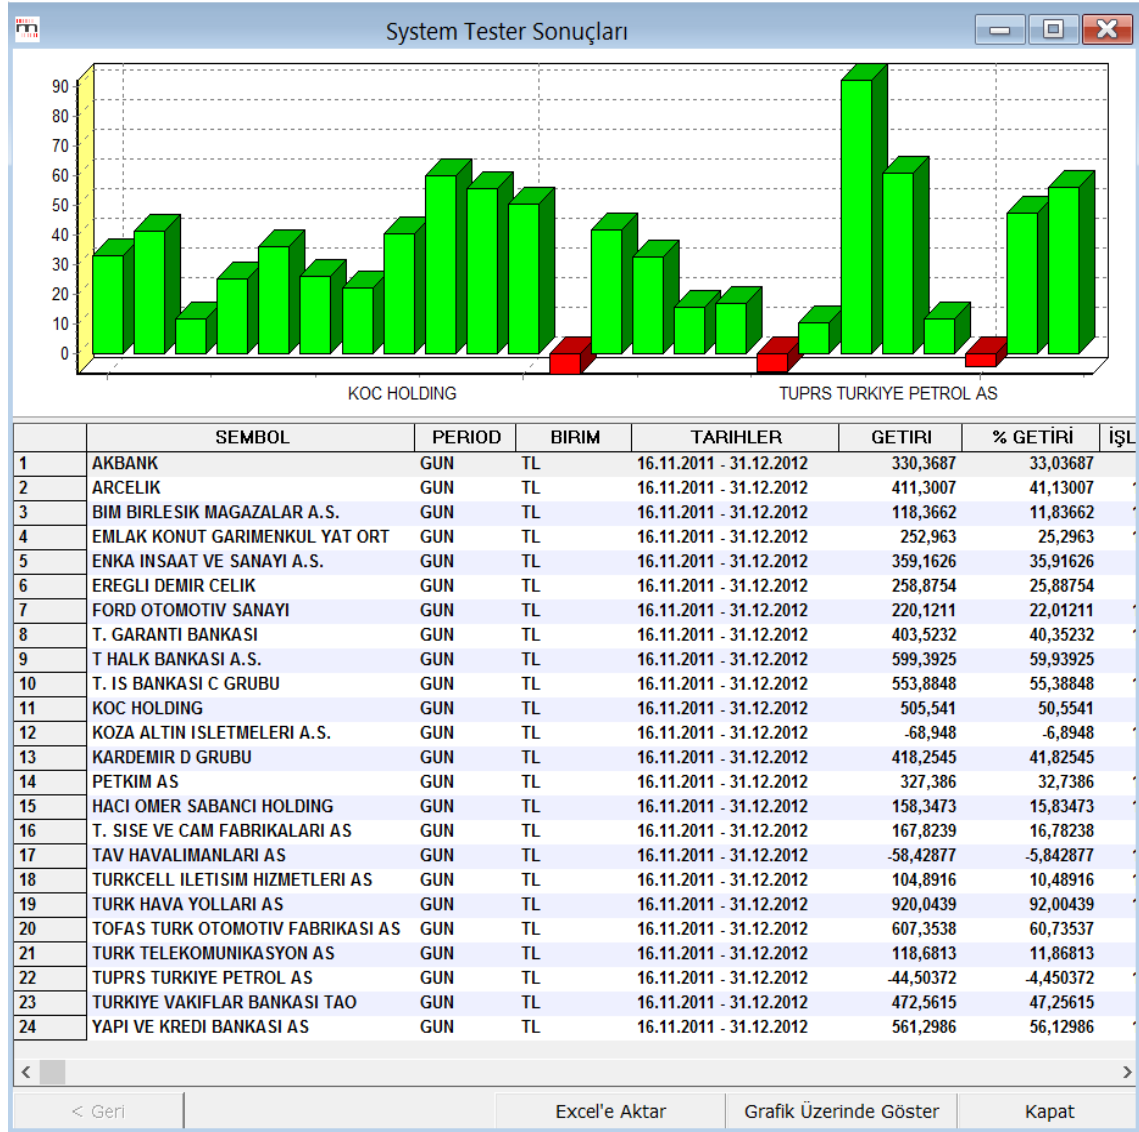 System Tester Sonuçları
90
80
70
60
50
40
30
20
10
0
KOC HOLDING TUPRS TURKIYE PETROL AS
SEMBOL PERIOD BIRIM TARIHLER GETIRI % GETİRİ İŞL
1 AKBANK GUN TL 16.11.2011 - 31.12.2012 330,3687 33,03687
2 ARCELIK GUN TL 16.11.2011 - 31.12.2012 411,3007 41,13007
3 BIM BIRLESIK MAGAZALAR A.S. GUN TL 16.11.2011 - 31.12.2012 118,3662 11,83662
4 EMLAK KONUT GARIMENKUL YAT ORT GUN TL 16.11.2011 - 31.12.2012 252,963 25,2963
5 ENKA INSAAT VE SANAYI A.S. GUN TL 16.11.2011 - 31.12.2012 359,1626 35,91626
6 EREGLI DEMIR CELIK GUN TL 16.11.2011 - 31.12.2012 258,8754 25,88754
7 FORD OTOMOTIV SANAYI GUN TL 16.11.2011 - 31.12.2012 220,1211 22,01211
8 T. GARANTI BANKASI GUN TL 16.11.2011 - 31.12.2012 403,5232 40,35232
9 T HALK BANKASI A.S. GUN TL 16.11.2011 - 31.12.2012 599,3925 59,93925
10 T. IS BANKASI C GRUBU GUN TL 16.11.2011 - 31.12.2012 553,8848 55,38848
11 KOC HOLDING GUN TL 16.11.2011 - 31.12.2012 505,541 50,5541
12 KOZA ALTIN ISLETMELERI A.S. GUN TL 16.11.2011 - 31.12.2012 -68,948 -6,8948
13 KARDEMIR D GRUBU GUN TL 16.11.2011 - 31.12.2012 418,2545 41,82545
14 PETKIM AS GUN TL 16.11.2011 - 31.12.2012 327,386 32,7386
15 HACI OMER SABANCI HOLDING GUN TL 16.11.2011 - 31.12.2012 158,3473 15,83473
16 T. SISE VE CAM FABRIKALARI AS GUN TL 16.11.2011 - 31.12.2012 167,8239 16,78238
17 TAV HAVALIMANLARI AS GUN TL 16.11.2011 - 31.12.2012 -58,42877 -5,842877
18 TURKCELL ILETISIM HIZMETLERI AS GUN TL 16.11.2011 - 31.12.2012 104,8916 10,48916
19 TURK HAVA YOLLARI AS GUN TL 16.11.2011 - 31.12.2012 920,0439 92,00439
20 TOFAS TURK OTOMOTIV FABRIKASI AS GUN TL 16.11.2011 - 31.12.2012 607,3538 60,73537
21 TURK TELEKOMUNIKASYON AS GUN TL 16.11.2011 - 31.12.2012 118,6813 11,86813
22 TUPRS TURKIYE PETROL AS GUN TL 16.11.2011 - 31.12.2012 -44,50372 -4,450372
23 TURKIYE VAKIFLAR BANKASI TAO GUN TL 16.11.2011 - 31.12.2012 472,5615 47,25615
24 YAPI VE KREDI BANKASI AS GUN TL 16.11.2011 - 31.12.2012 561,2986 56,12986
< Geri Excel'e Aktar Grafik Üzerinde Göster Kapat